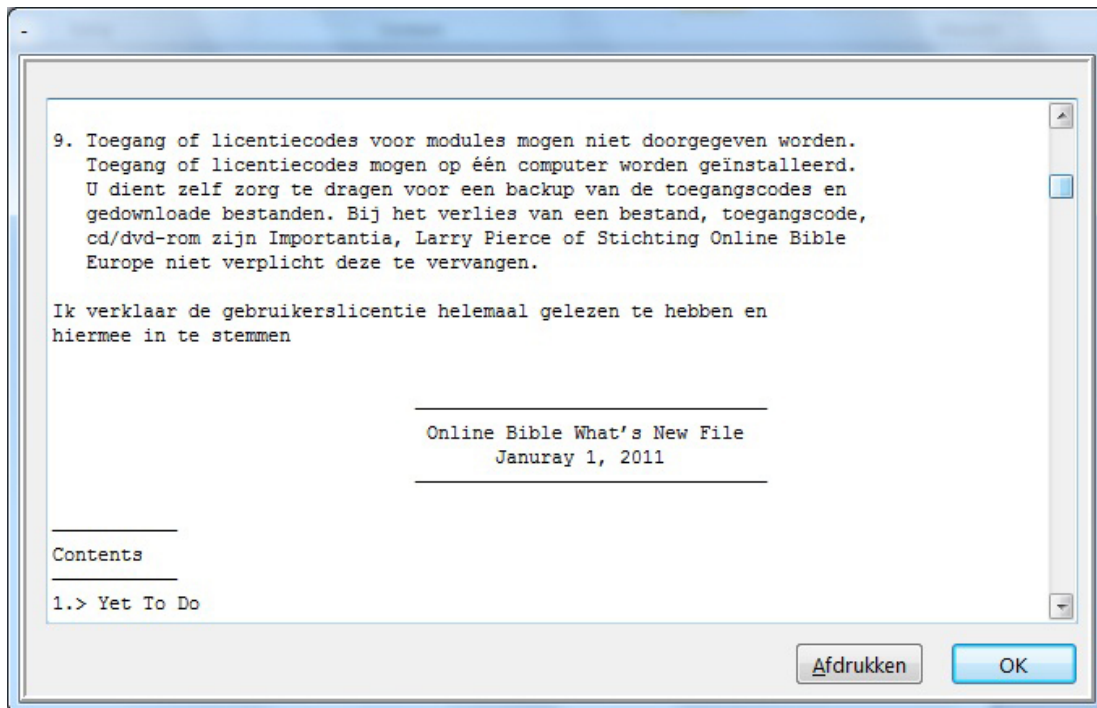 -
9. Toegang of licentiecodes voor modules mogen niet doorgegeven worden.
Toegang of licentiecodes mogen op één computer worden geïnstalleerd.
U dient zelf zorg te dragen voor een backup van de toegangscodes en
gedownloade bestanden. Bij het verlies van een bestand, toegangscode,
cd/dvd-rom zijn Importantia, Larry Pierce of Stichting Online Bible
Europe niet verplicht deze te vervangen.
Ik verklaar de gebruikerslicentie helemaal gelezen te hebben en
hiermee in te stemmen
Online Bible What's New File
Januray 1, 2011
Contents
1.> Yet To Do
Afdrukken
OK